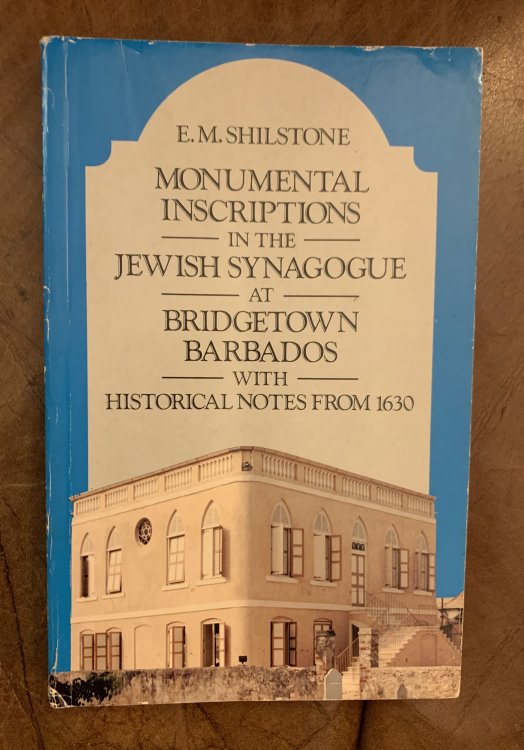 E. M. SHILSTONE
MONUMENTAL
INSCRIPTIONS
IN THE
JEWISH SYNAGOGUE
AT
BRIDGETOWN
BARBADOS
WITH
HISTORICAL NOTES FROM 1630